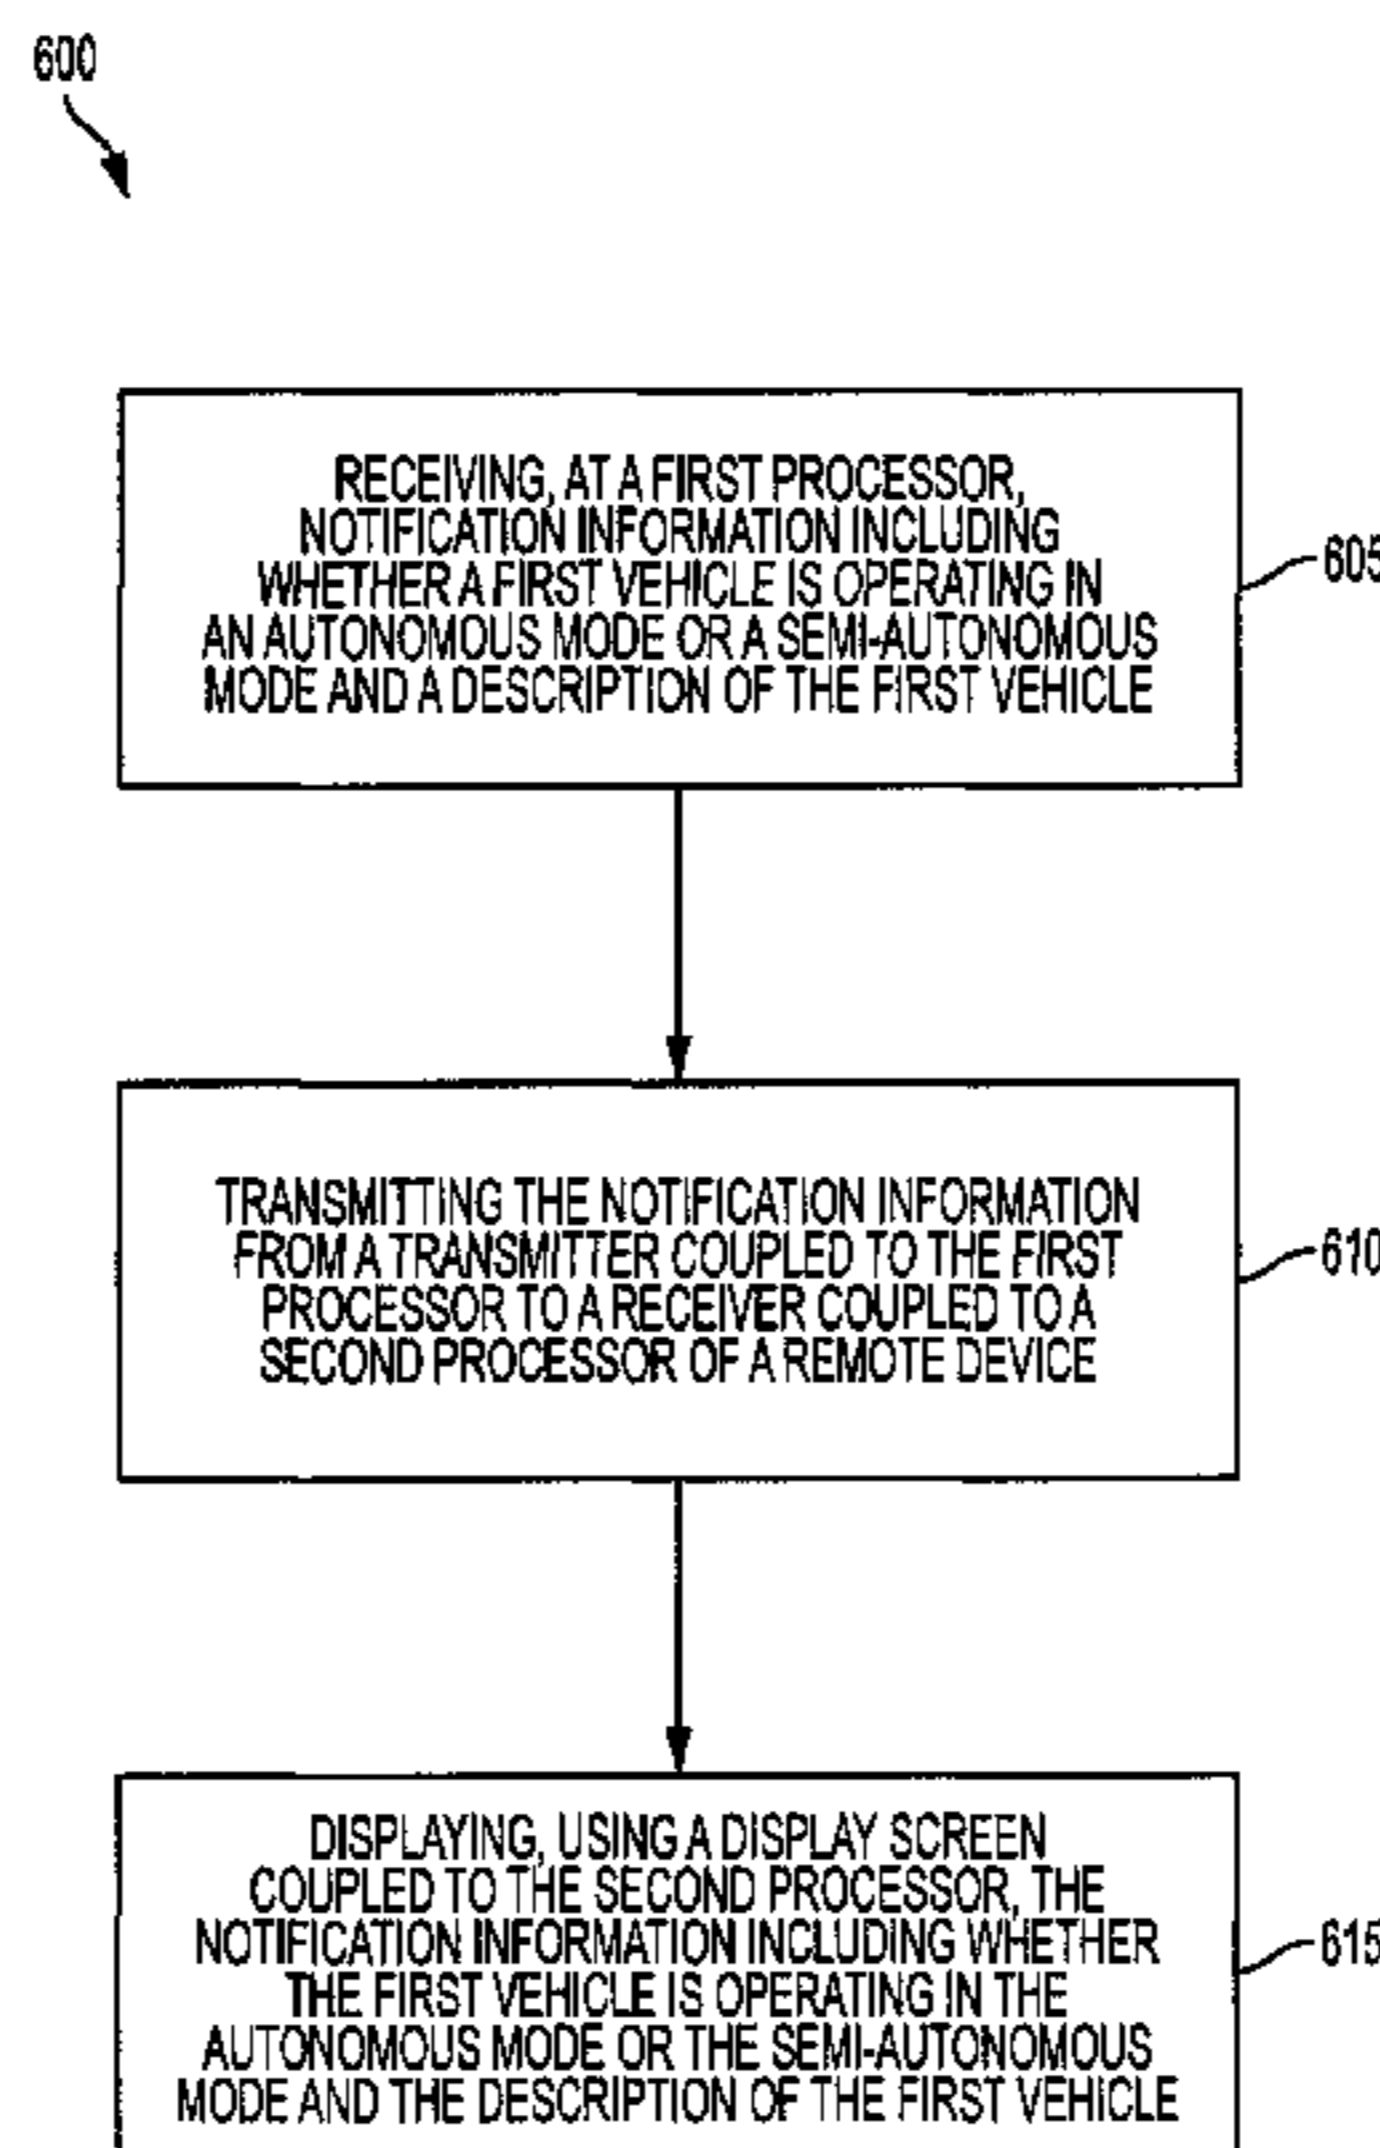 600
RECEIVING, AT A FIRST PROCESSOR,
NOTIFICATION INFORMATION INCLUDING
WHETHER A FIRST VEHICLE IS OPERATING IN
AN AUTONOMOUS MODE OR A SEMI-AUTONOMOUS
MODE AND A DESCRIPTION OF THE FIRST VEHICLE
605
TRANSMITTING THE NOTIFICATION INFORMATION
FROM A TRANSMITTER COUPLED TO THE FIRST
PROCESSOR TO A RECEIVER COUPLED TO A
SECOND PROCESSOR OF A REMOTE DEVICE
610
DISPLAYING, USING A DISPLAY SCREEN
COUPLED TO THE SECOND PROCESSOR, THE
NOTIFICATION INFORMATION INCLUDING WHETHER
THE FIRST VEHICLE IS OPERATING IN THE
AUTONOMOUS MODE OR THE SEMI-AUTONOMOUS
MODE AND THE DESCRIPTION OF THE FIRST VEHICLE
615